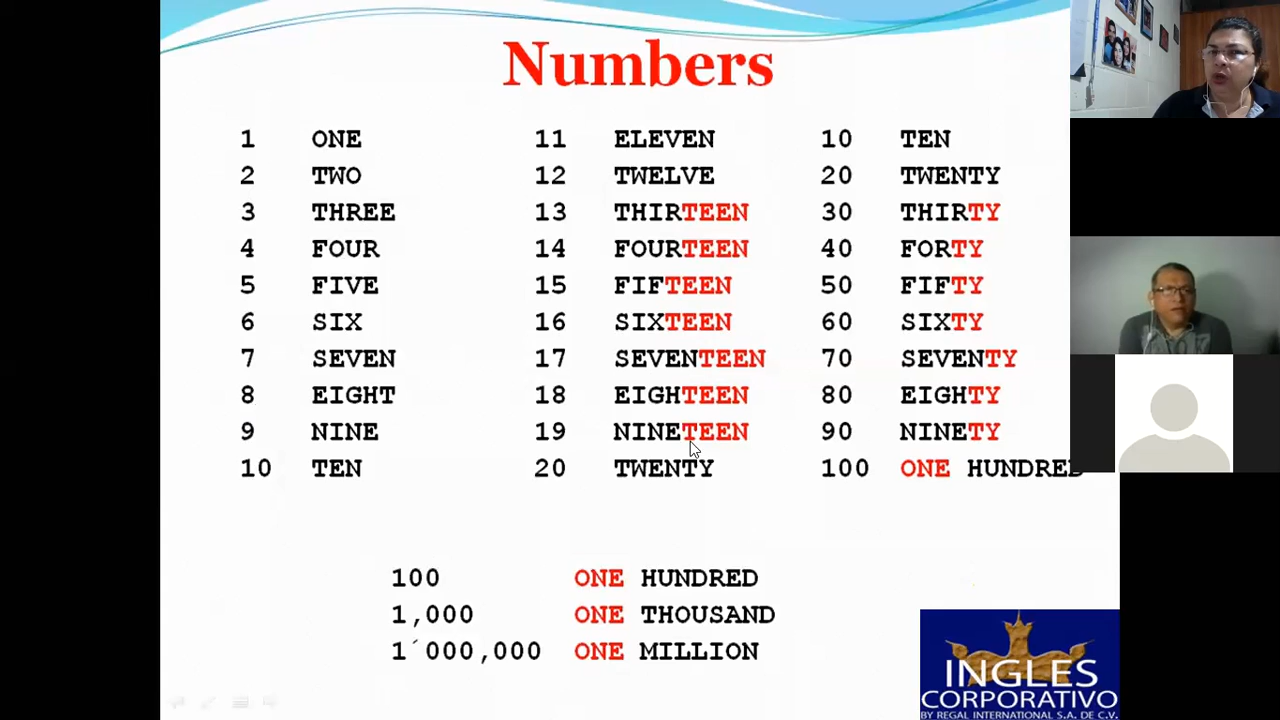 Numbers
1 ONE 11 ELEVEN 10 TEN
2 TWO 12 TWELVE 20 TWENTY
3 THREE 13 THIRTEEN 30 THIRTY
4 FOUR 14 FOURTEEN 40 FORTY
5 FIVE 15 FIFTEEN 50 FIFTY
6 SIX 16 SIXTEEN 60 SIXTY
7 SEVEN 17 SEVENTEEN 70 SEVENTY
8 EIGHT 18 EIGHTEEN 80 EIGHTY
9 NINE 19 NINETEEN 90 NINETY
10 TEN 20 TWENTY 100 ONE HUNDRED
100 ONE HUNDRED
1,000 ONE THOUSAND
1´000,000 ONE MILLION
INGLES
CORPORATIVO
BY REGAL INTERNATIONAL S.A. DE C.V.